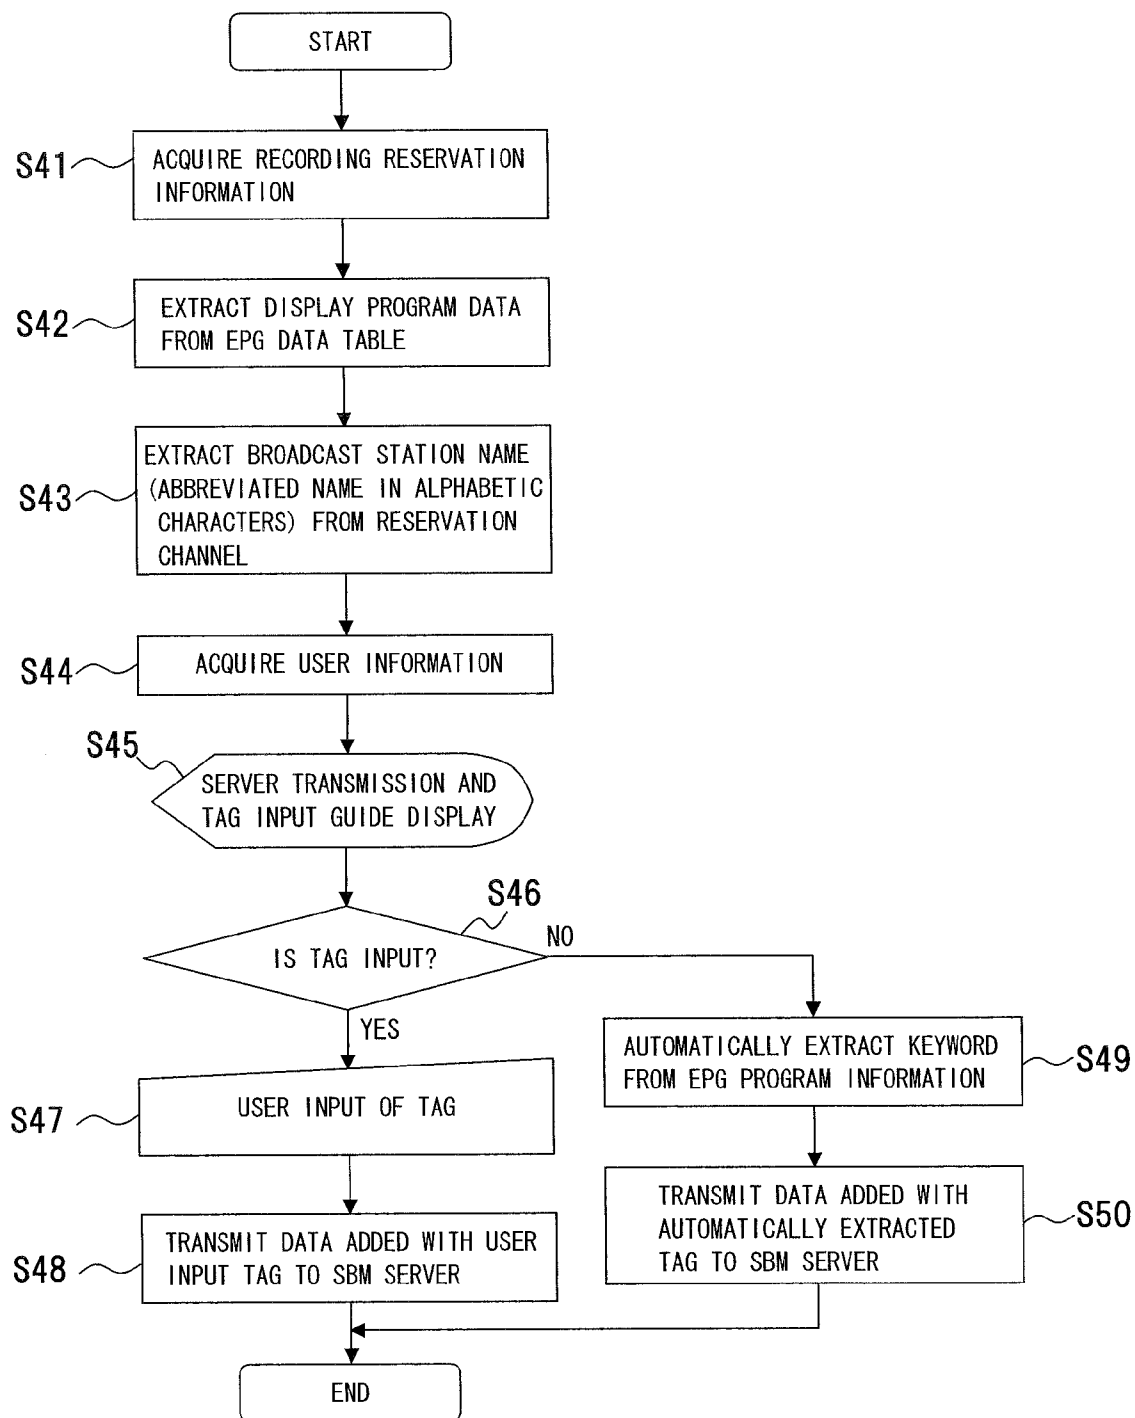 START
S41
ACQUIRE RECORDING RESERVATION
INFORMATION
S42
EXTRACT DISPLAY PROGRAM DATA
FROM EPG DATA TABLE
S43
EXTRACT BROADCAST STATION NAME
(ABBREVIATED NAME IN ALPHABETIC
CHARACTERS) FROM RESERVATION
CHANNEL
S44
ACQUIRE USER INFORMATION
S45
SERVER TRANSMISSION AND
TAG INPUT GUIDE DISPLAY
S46
IS TAG INPUT?
NO
YES
S47
USER INPUT OF TAG
S48
TRANSMIT DATA ADDED WITH USER
INPUT TAG TO SBM SERVER
AUTOMATICALLY EXTRACT KEYWORD
FROM EPG PROGRAM INFORMATION
S49
TRANSMIT DATA ADDED WITH
AUTOMATICALLY EXTRACTED
TAG TO SBM SERVER
S50
END